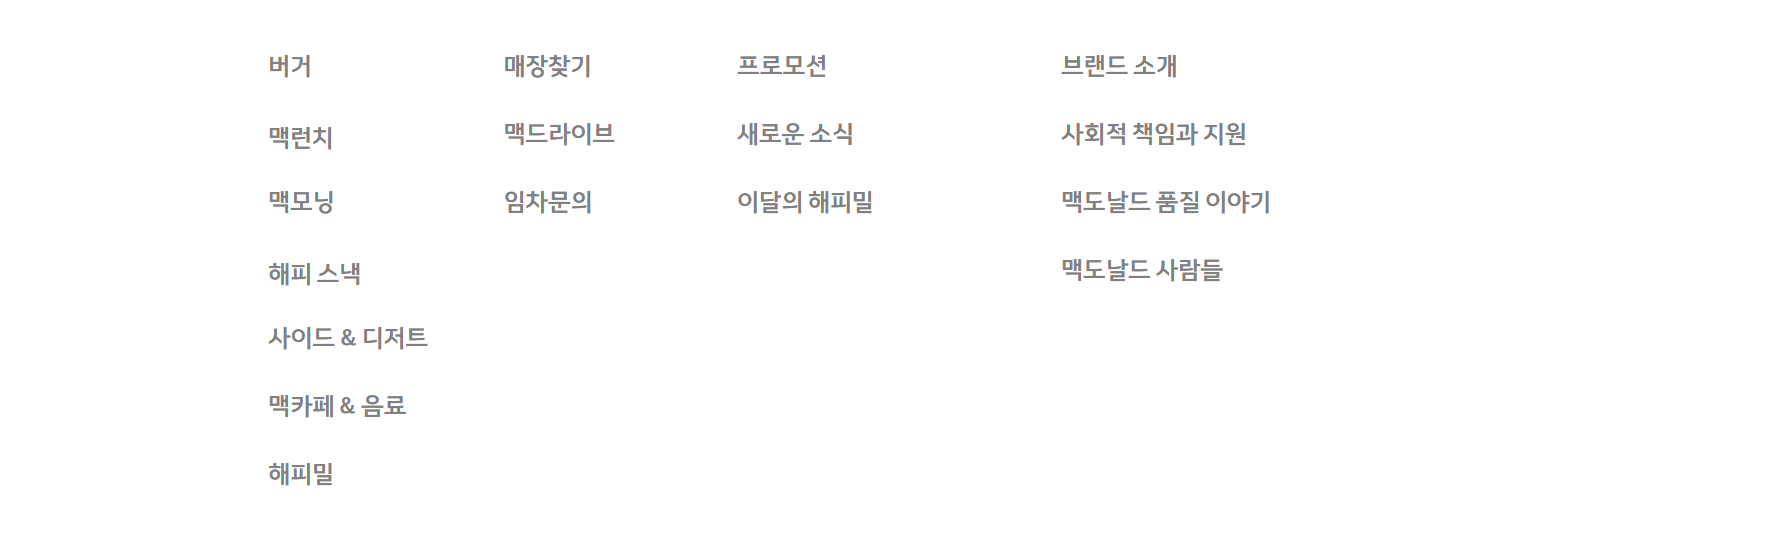 버거
맥런치
맥모닝
해피 스낵
사이드 & 디저트
맥카페 & 음료
해피밀
매장찾기
맥드라이브
임차문의
프로모션
새로운 소식
이달의 해피밀
브랜드 소개
사회적 책임과 지원
맥도날드 품질 이야기
맥도날드 사람들